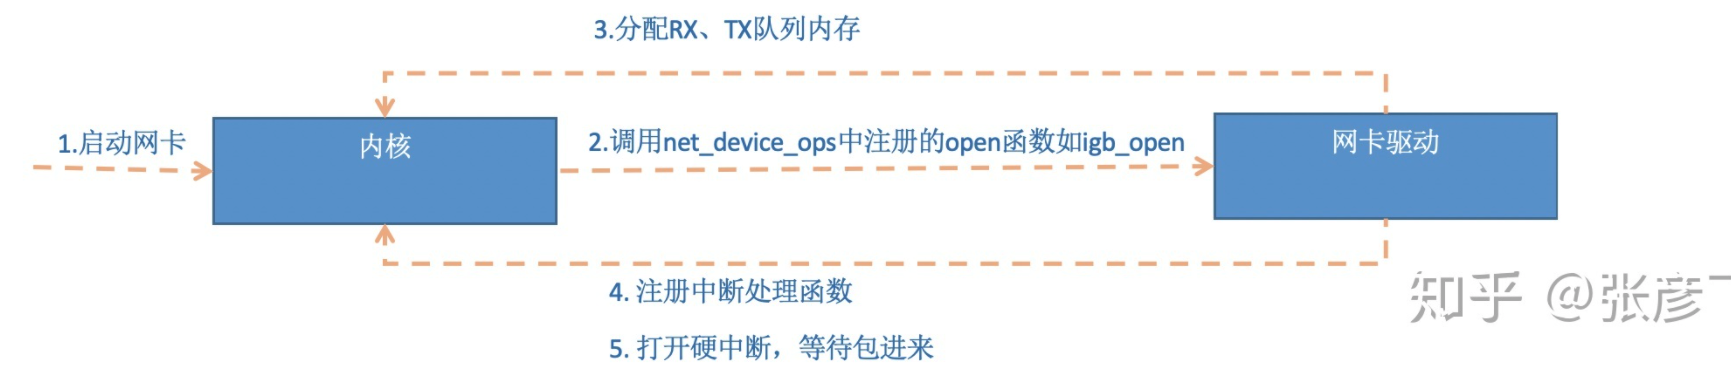 3.分配RX、TX队列内存
1.启动网卡
内核
2.调用net_device_ops中注册的open函数如igb_open
网卡驱动
4. 注册中断处理函数
5. 打开硬中断，等待包进来
知乎 @张彦